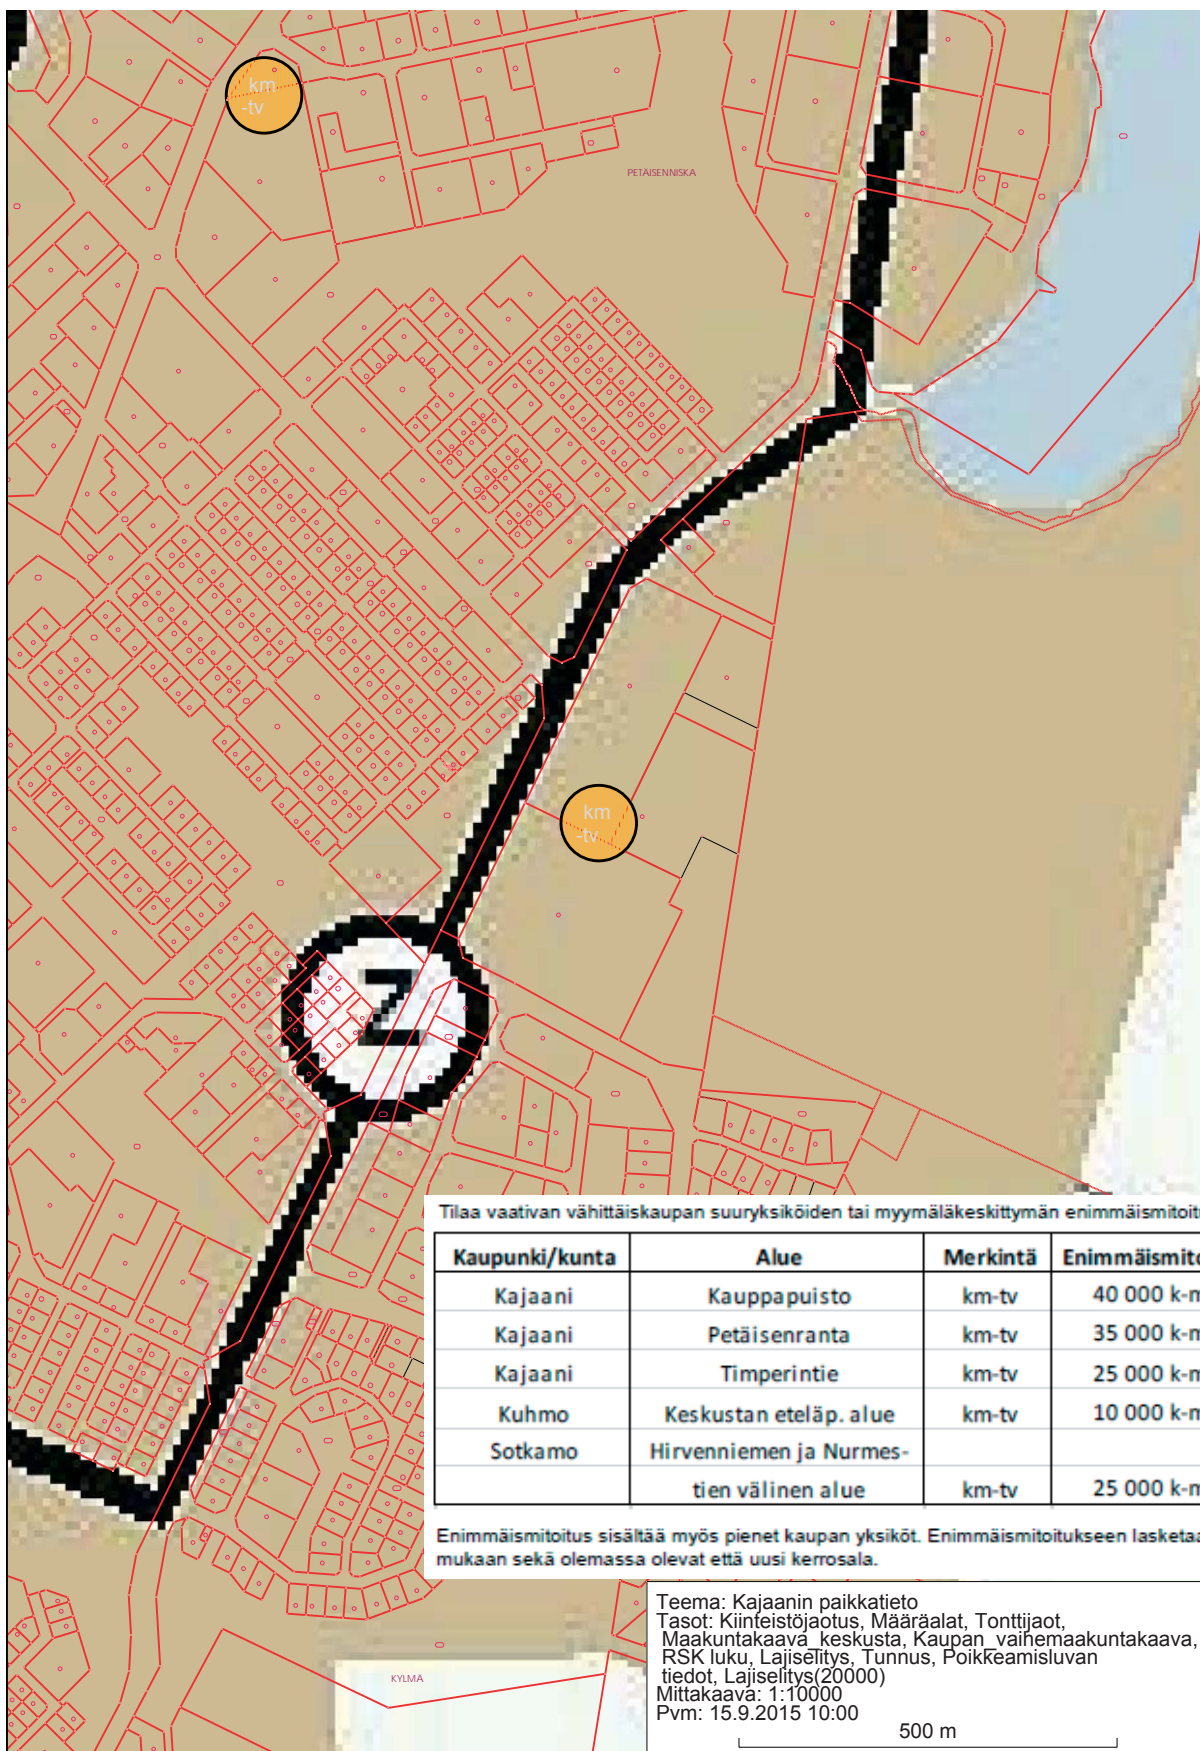 km
-tv
PETÄISENNISKA
km
-tv
Z
Tilaa vaativan vähittäiskaupan suuryksiköiden tai myymäläkeskittymän enimmäismitoitu
Kaupunki/kunta Alue Merkintä Enimmäismito
Kajaani Kauppapuisto km-tv 40 000 k-m
Kajaani Petäisenranta km-tv 35 000 k-m
Kajaani Timperintie km-tv 25 000 k-m
Kuhmo Keskustan eteläp. alue km-tv 10 000 k-m
Sotkamo Hirvenniemen ja Nurmes-
tien välinen alue km-tv 25 000 k-m
Enimmäismitoitus sisältää myös pienet kaupan yksiköt. Enimmäismitoitukseen lasketaa
mukaan sekä olemassa olevat että uusi kerrosala.
Teema: Kajaanin paikkatieto
Tasot: Kiinteistöjaotus, Määräalat, Tonttijaot,
Maakuntakaava_keskusta, Kaupan_vaihemaakuntakaava,
RSK luku, Lajiselitys, Tunnus, Poikkeamisluvan
tiedot, Lajiselitys(20000)
Mittakaava: 1:10000
Pvm: 15.9.2015 10:00
500 m
KYLMÄ